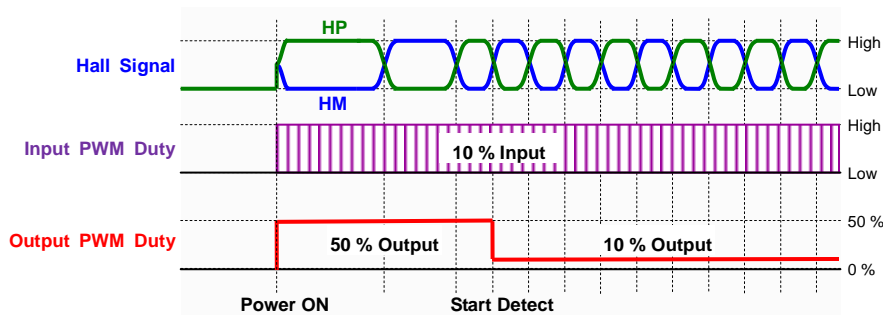 HP
High
Hall Signal
Low
HM
High
Input PWM Duty
10 % Input
Low
50 %
Output PWM Duty
50 % Output
10 % Output
0 %
Power ON
Start Detect